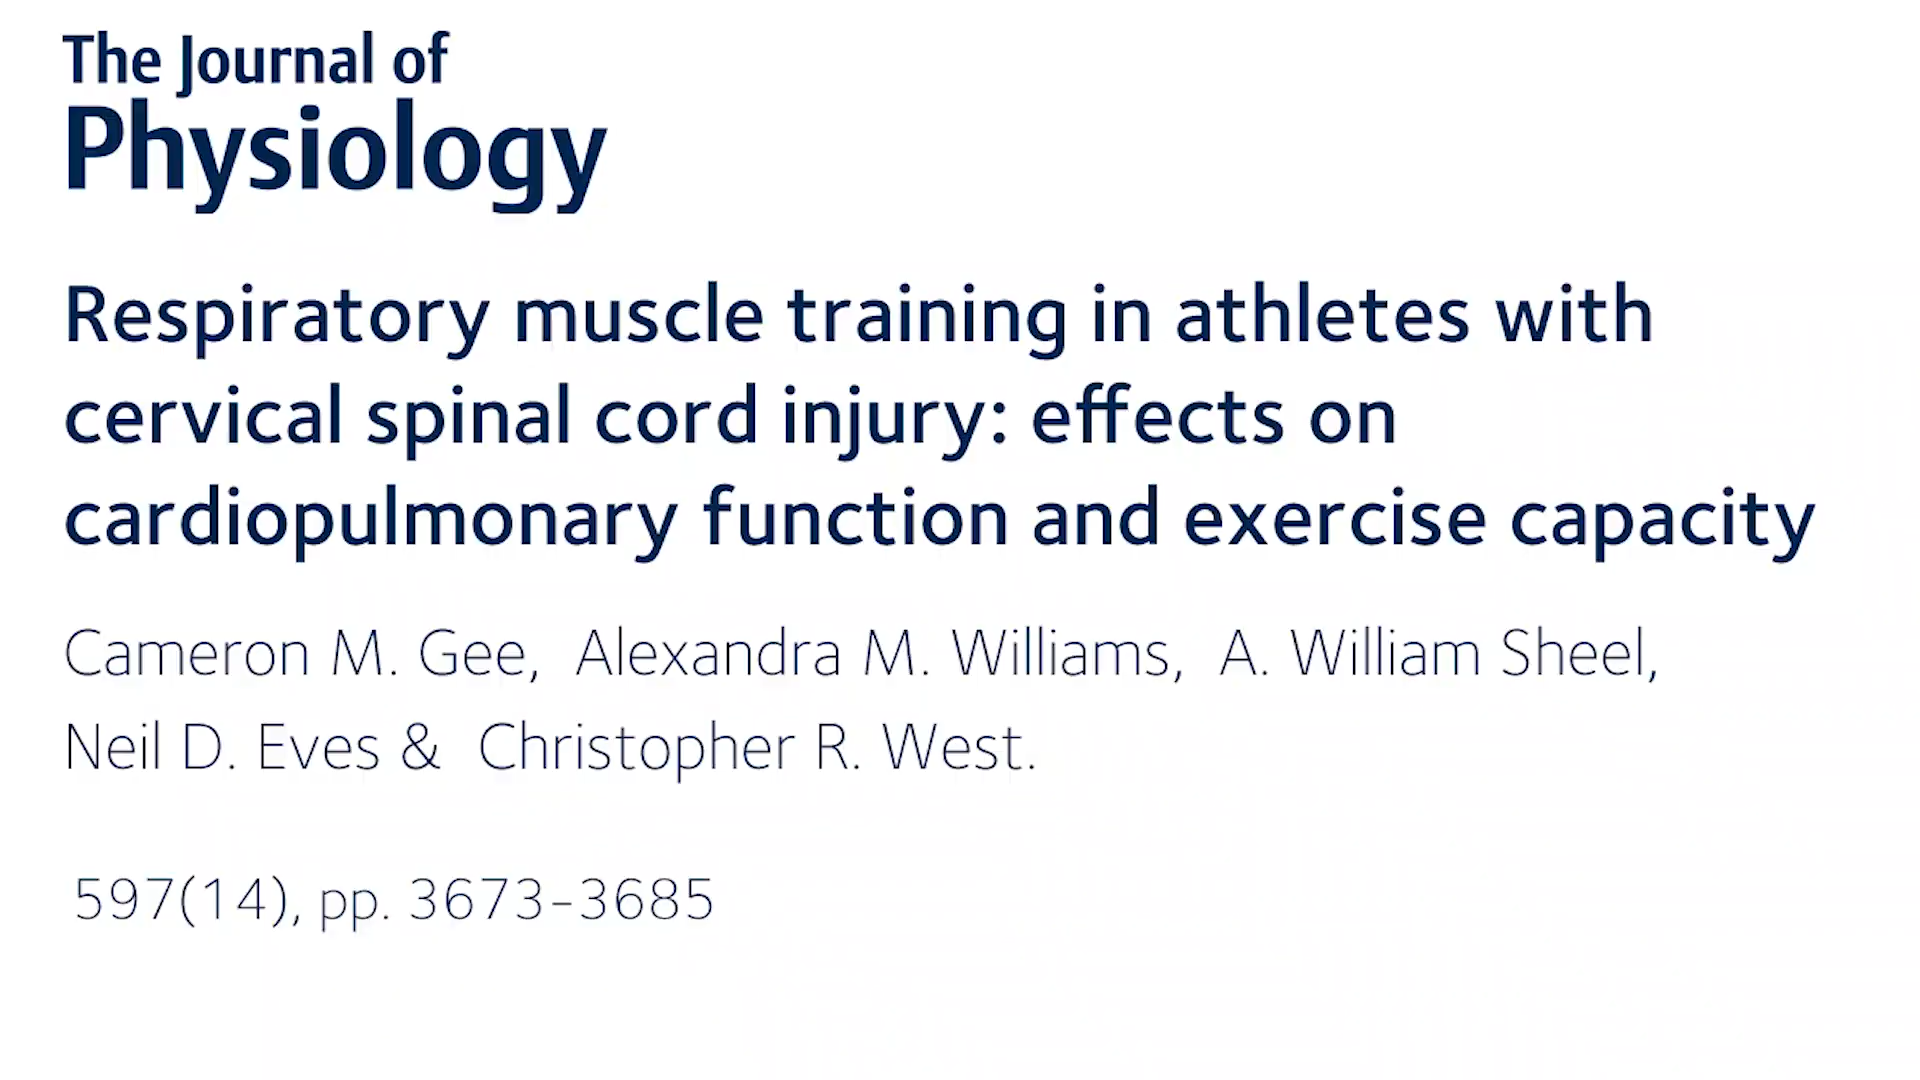 The Journal of
Physiology
Respiratory muscle training in athletes with
cervical spinal cord injury: effects on
cardiopulmonary function and exercise capacity
Cameron M. Gee, Alexandra M. Williams, A. William Sheel,
Neil D. Eves & Christopher R. West.
597(14), pp. 3673-3685